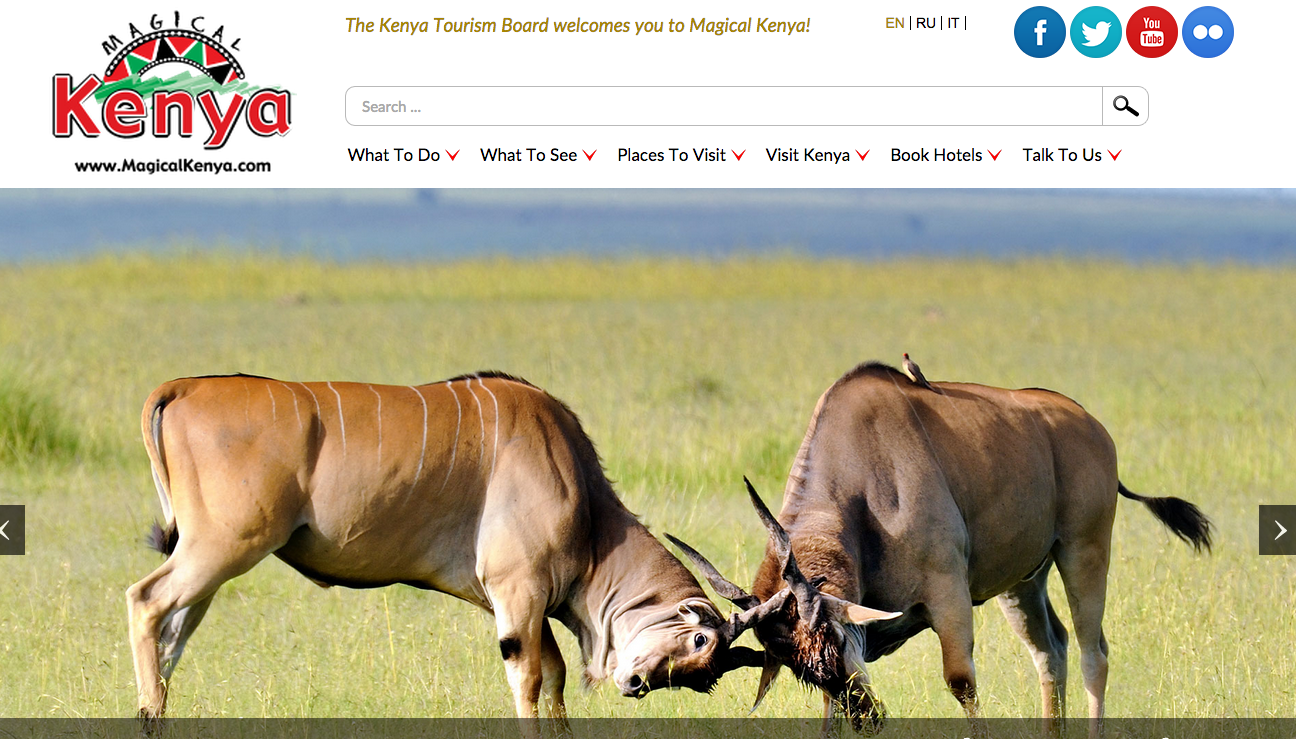 MAGICAL
Kenya
www.MagicalKenya.com
The Kenya Tourism Board welcomes you to Magical Kenya!
EN | RU | IT |
f
You
Tube
Search ...
What To Do
What To See
Places To Visit
Visit Kenya
Book Hotels
Talk To Us